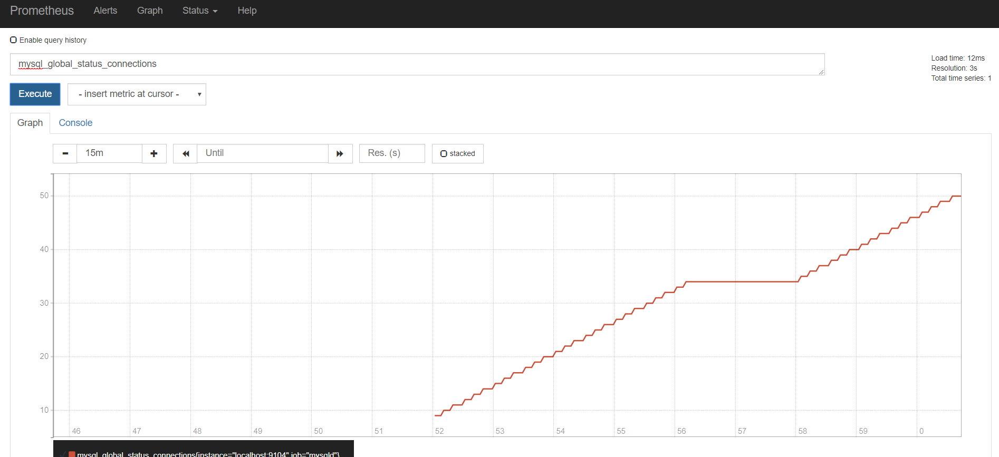 Prometheus Alerts Graph Status Help
Enable query history
mysql_global_status_connections
Load time: 12ms
Resolution: 3s
Total time series: 1
Execute - insert metric at cursor -
Graph Console
15m Until Res. (s) stacked
50
40
30
20
10
46 47 48 49 50 51 52 53 54 55 56 57 58 59 0
mysql_global_status_connections{instance="localhost:9104",job="mysqld"}